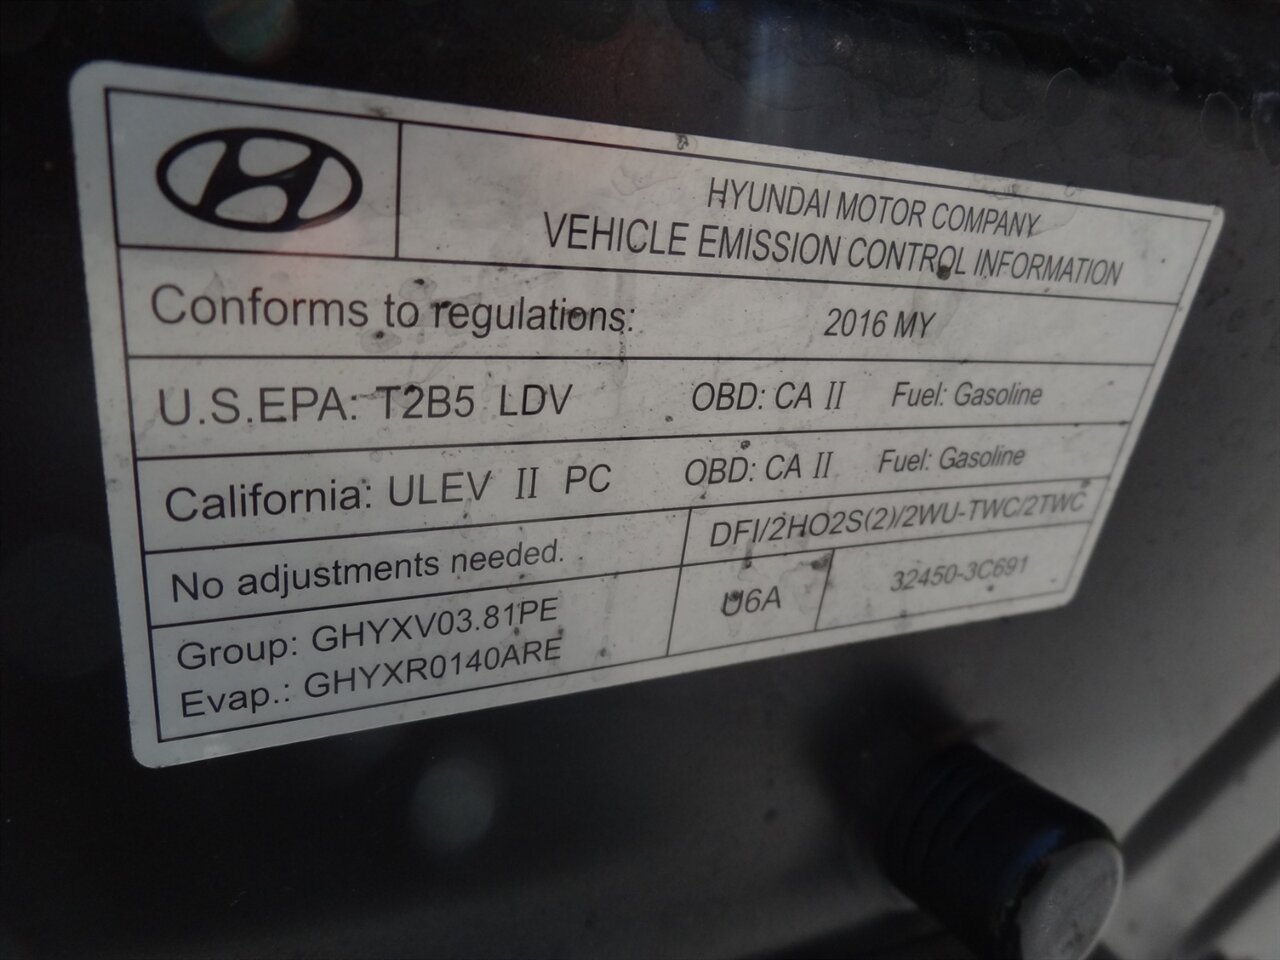 HYUNDAI MOTOR COMPANY
VEHICLE EMISSION CONTROL INFORMATION
Conforms to regulations: 2016 MY
U.S.EPA: T2B5 LDV OBD: CA II Fuel: Gasoline
California: ULEV II PC OBD: CA II Fuel: Gasoline
No adjustments needed. DFI/2HO2S(2)/2WU-TWC/2TWC
Group: GHYXV03.81PE U6A 32450-3C691
Evap.: GHYXR0140ARE